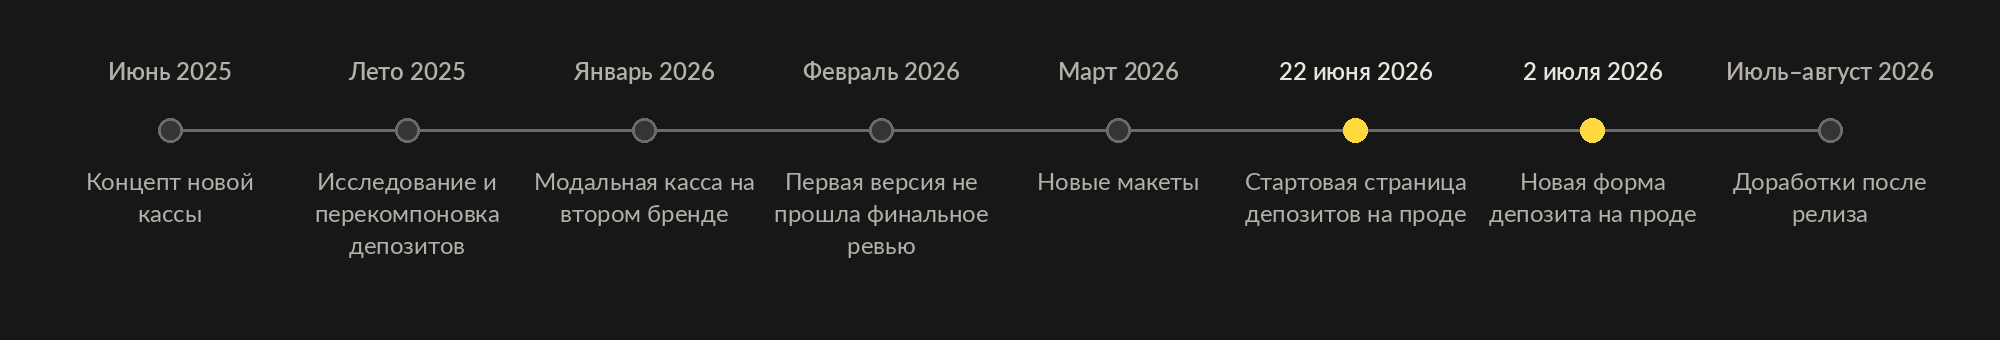 Июнь 2025
Лето 2025
Январь 2026
Февраль 2026
Март 2026
22 июня 2026
2 июля 2026
Июль–август 2026
Концепт новой
кассы
Исследование и
перекомпоновка
депозитов
Модальная касса на
втором бренде
Первая версия не
прошла финальное
ревью
Новые макеты
Стартовая страница
депозитов на проде
Новая форма
депозита на проде
Доработки после
релиза